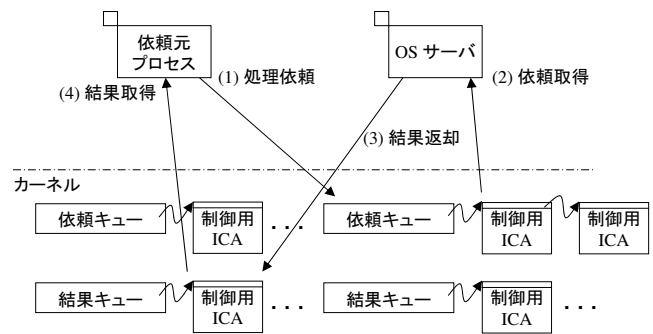 依頼元
プロセス
OS サーバ
(1) 処理依頼
(2) 依頼取得
(4) 結果取得
(3) 結果返却
カーネル
依頼キュー
制御用
ICA
. . .
依頼キュー
制御用
ICA
制御用
ICA
結果キュー
制御用
ICA
. . .
結果キュー
制御用
ICA
. . .